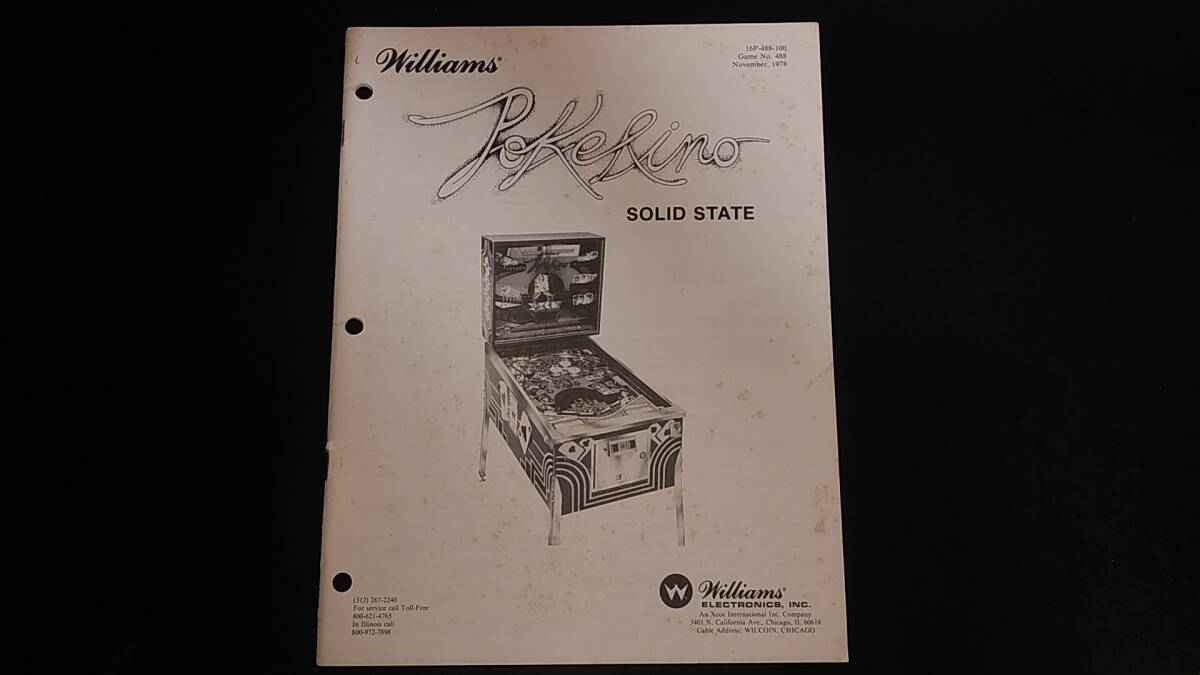 Williams®
16P-488-100
Game No. 488
November, 1978
Pokerino
SOLID STATE
(312) 267-2240
For service call Toll-Free
800-621-4765
In Illinois call
800-972-7898
W Williams®
ELECTRONICS, INC.
An Xcor International Inc. Company
3401 N. California Ave., Chicago, IL 60618
Cable Address: WILCOIN, CHICAGO